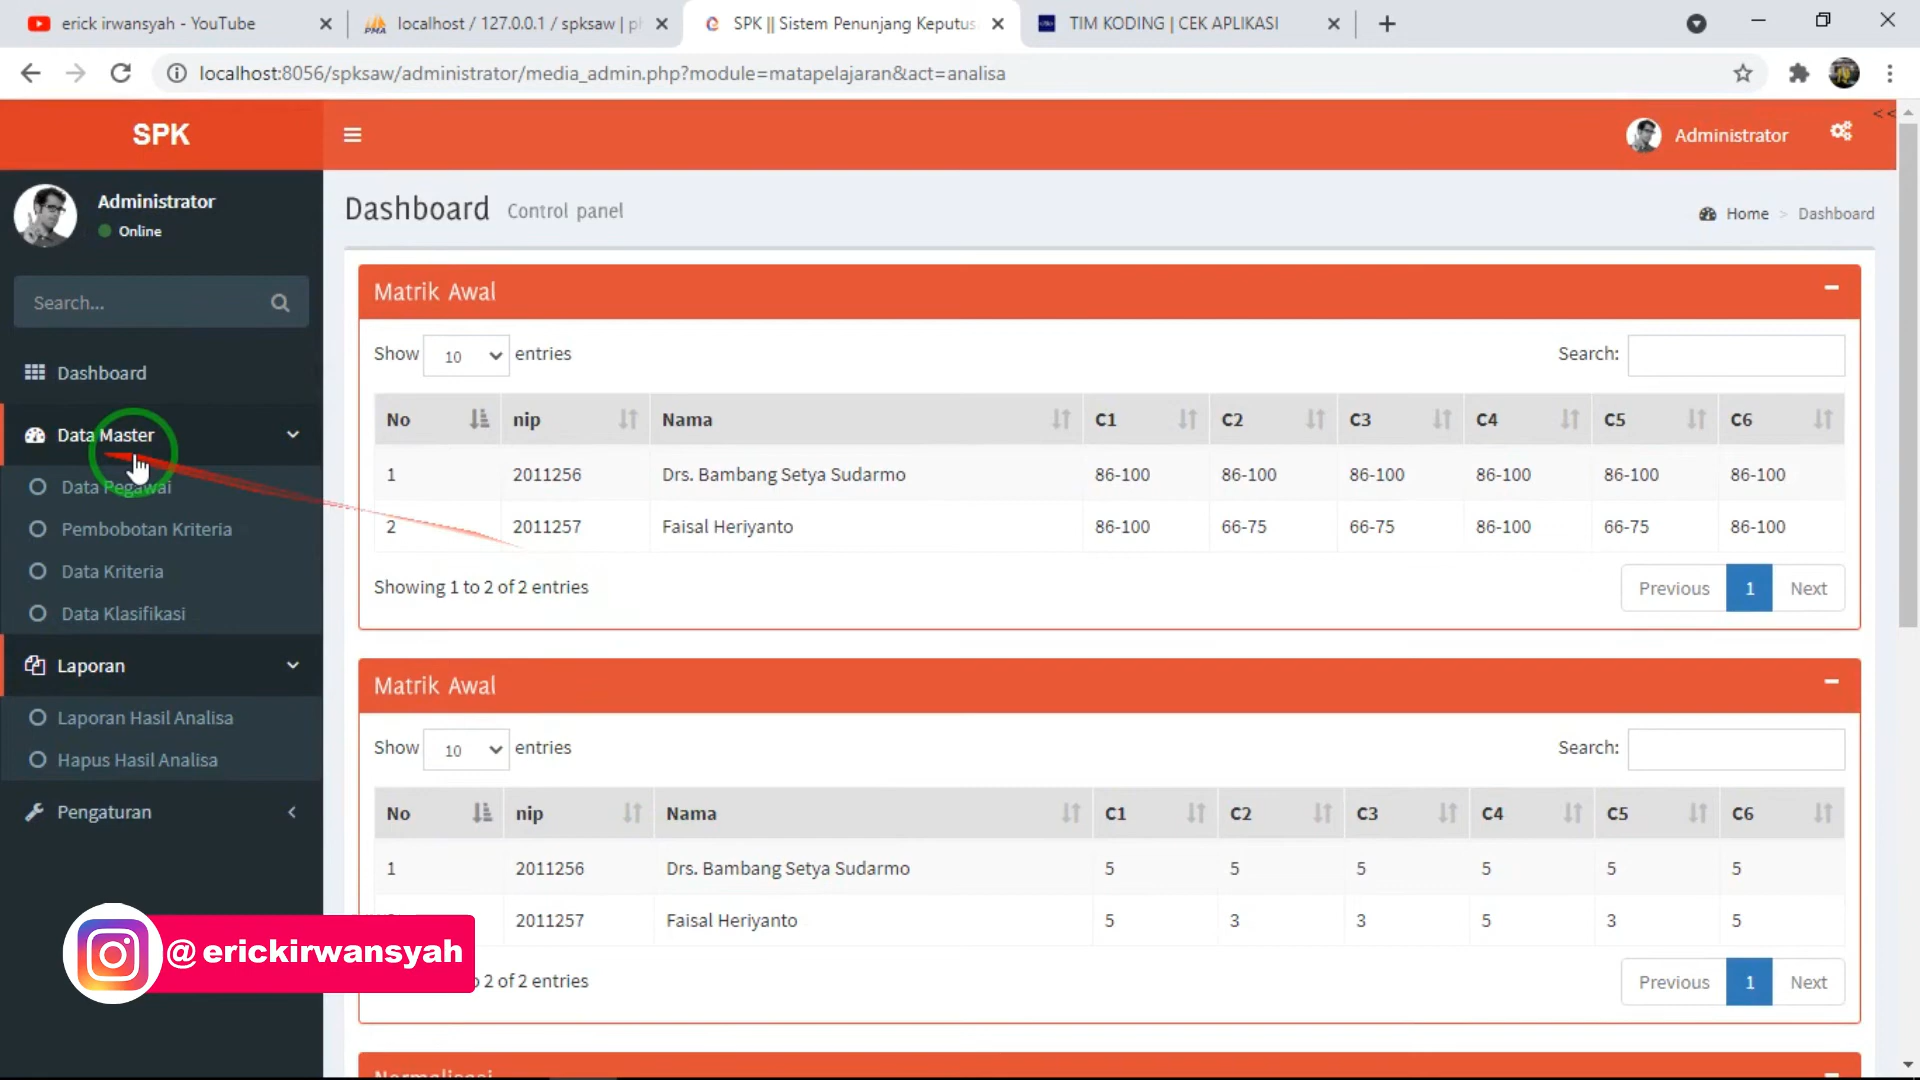 erick irwansyah - YouTube
localhost / 127.0.0.1 / spksaw | pl
SPK || Sistem Penunjang Keputus
TIM KODING | CEK APLIKASI
localhost:8056/spksaw/administrator/media_admin.php?module=matapelajaran&act=analisa
SPK
Administrator
<<
Administrator
Online
Dashboard Control panel
Home > Dashboard
Search...
Dashboard
Data Master
Data Pegawai
Pembobotan Kriteria
Data Kriteria
Data Klasifikasi
Laporan
Laporan Hasil Analisa
Hapus Hasil Analisa
Pengaturan
Matrik Awal
Show 10 entries
Search:
No nip Nama C1 C2 C3 C4 C5 C6
1 2011256 Drs. Bambang Setya Sudarmo 86-100 86-100 86-100 86-100 86-100 86-100
2 2011257 Faisal Heriyanto 86-100 66-75 66-75 86-100 66-75 86-100
Showing 1 to 2 of 2 entries
Previous 1 Next
Matrik Awal
Show 10 entries
Search:
No nip Nama C1 C2 C3 C4 C5 C6
1 2011256 Drs. Bambang Setya Sudarmo 5 5 5 5 5 5
2011257 Faisal Heriyanto 5 3 3 5 3 5
2 of 2 entries
Previous 1 Next
@erickirwansyah